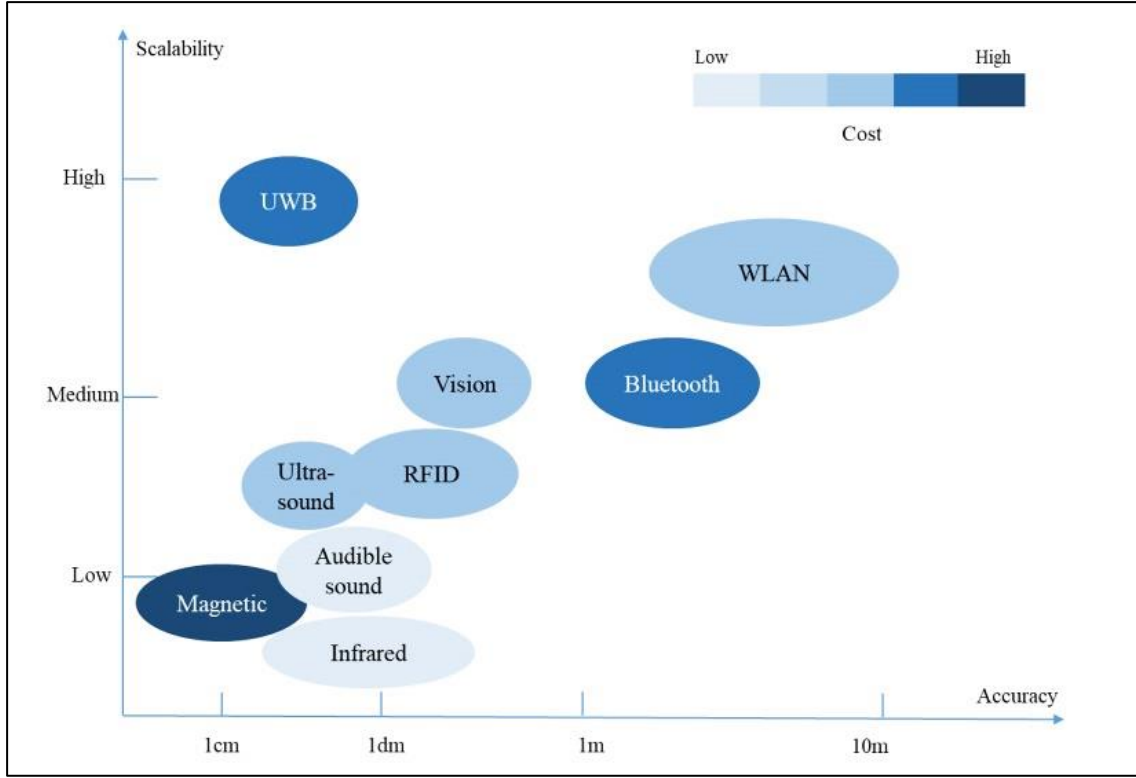 Scalability
Low High
Cost
High
UWB
WLAN
Medium
Vision
Bluetooth
Ultra-
sound
RFID
Low
Audible
sound
Magnetic
Infrared
Accuracy
1cm 1dm 1m 10m